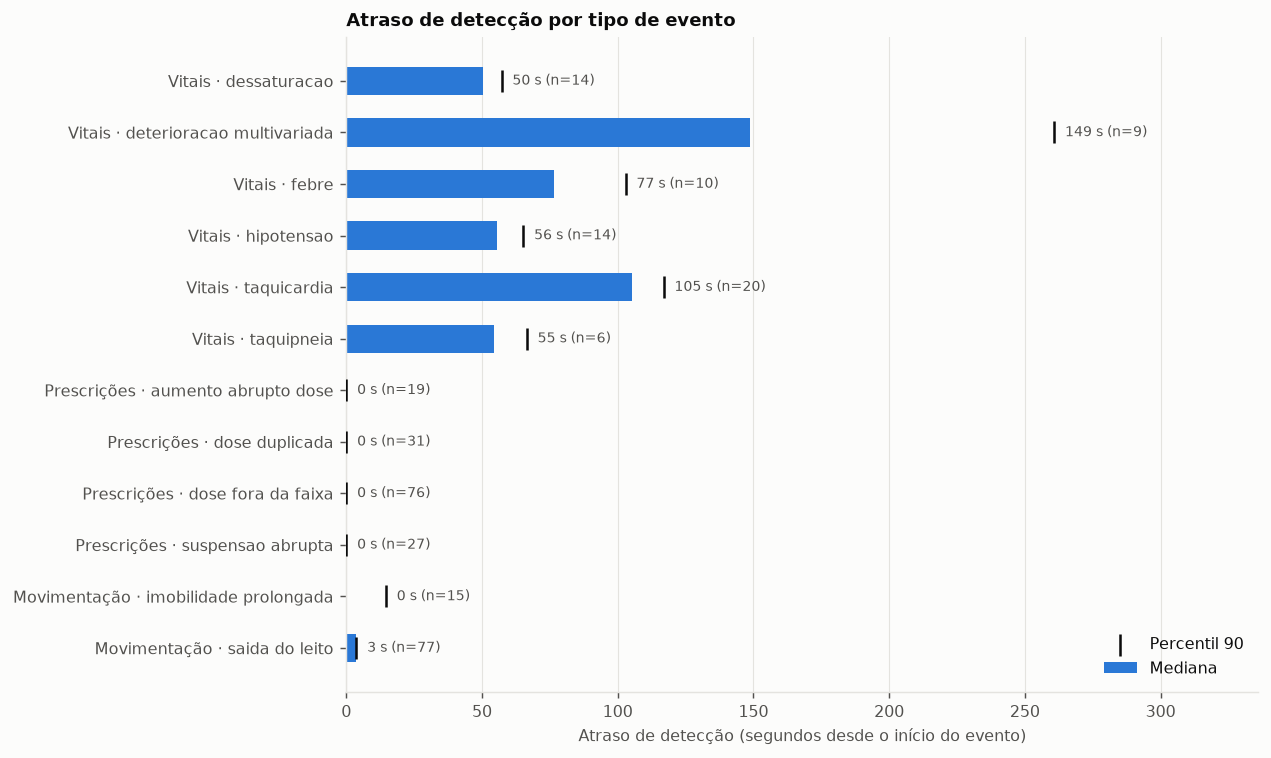 Atraso de detecção por tipo de evento
Vitais · dessaturacao
50 s (n=14)
Vitais · deterioracao multivariada
149 s (n=9)
Vitais · febre
77 s (n=10)
Vitais · hipotensao
56 s (n=14)
Vitais · taquicardia
105 s (n=20)
Vitais · taquipneia
55 s (n=6)
Prescrições · aumento abrupto dose
0 s (n=19)
Prescrições · dose duplicada
0 s (n=31)
Prescrições · dose fora da faixa
0 s (n=76)
Prescrições · suspensao abrupta
0 s (n=27)
Movimentação · imobilidade prolongada
0 s (n=15)
Movimentação · saida do leito
3 s (n=77)
Percentil 90
Mediana
0 50 100 150 200 250 300
Atraso de detecção (segundos desde o início do evento)